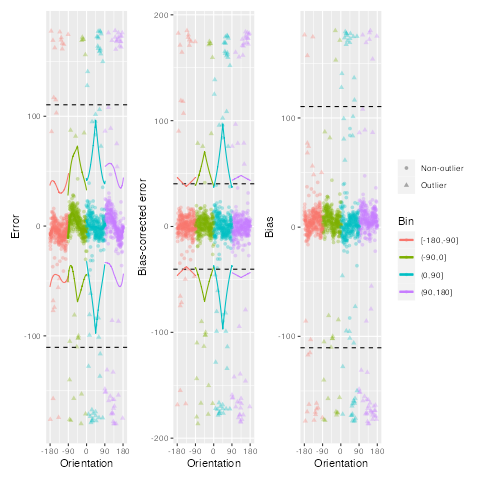 200
100
0
-100
Error
-180 -90 0 90 180
Orientation
100
0
-100
-200
Bias-corrected error
-180 -90 0 90 180
Orientation
100
0
-100
Bias
-180 -90 0 90 180
Orientation
Non-outlier
Outlier
Bin
[-180,-90]
(-90,0]
(0,90]
(90,180]